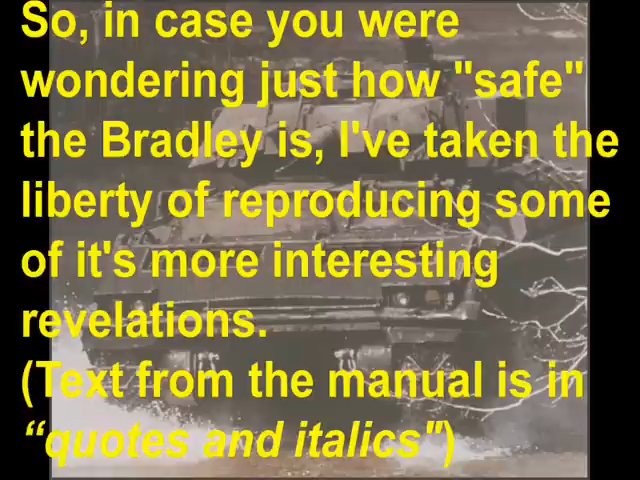 So, in case you were
wondering just how "safe"
the Bradley is, I've taken the
liberty of reproducing some
of it's more interesting
revelations.
(Text from the manual is in
“quotes and italics")